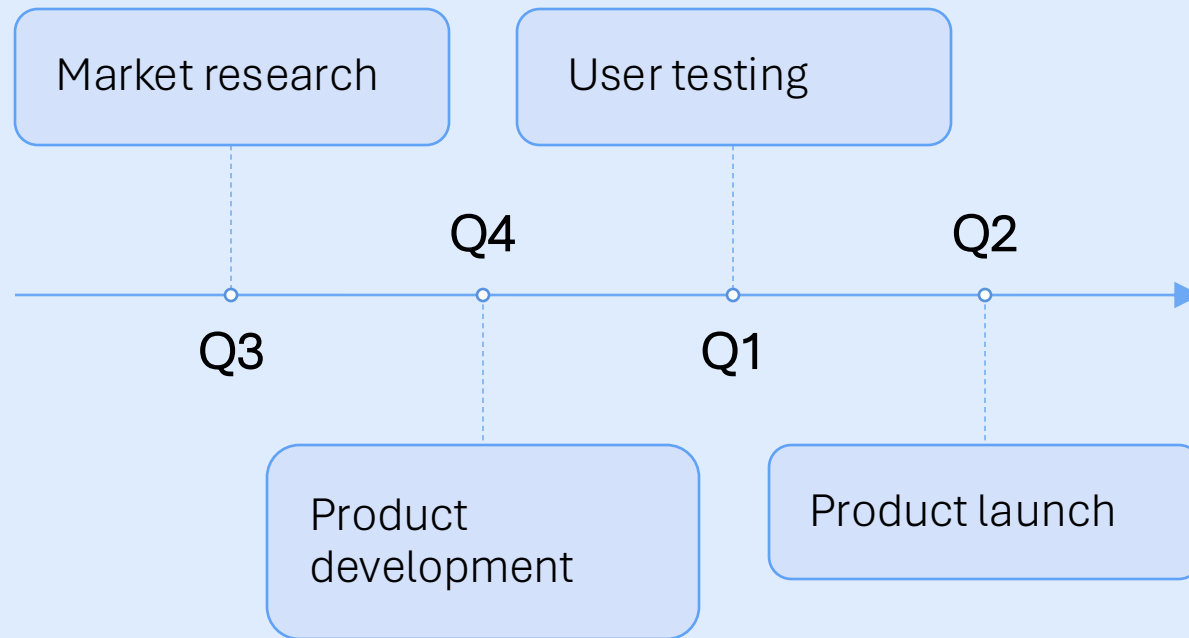 Market research
User testing
Q4
Q2
Q3
Q1
Product
development
Product launch